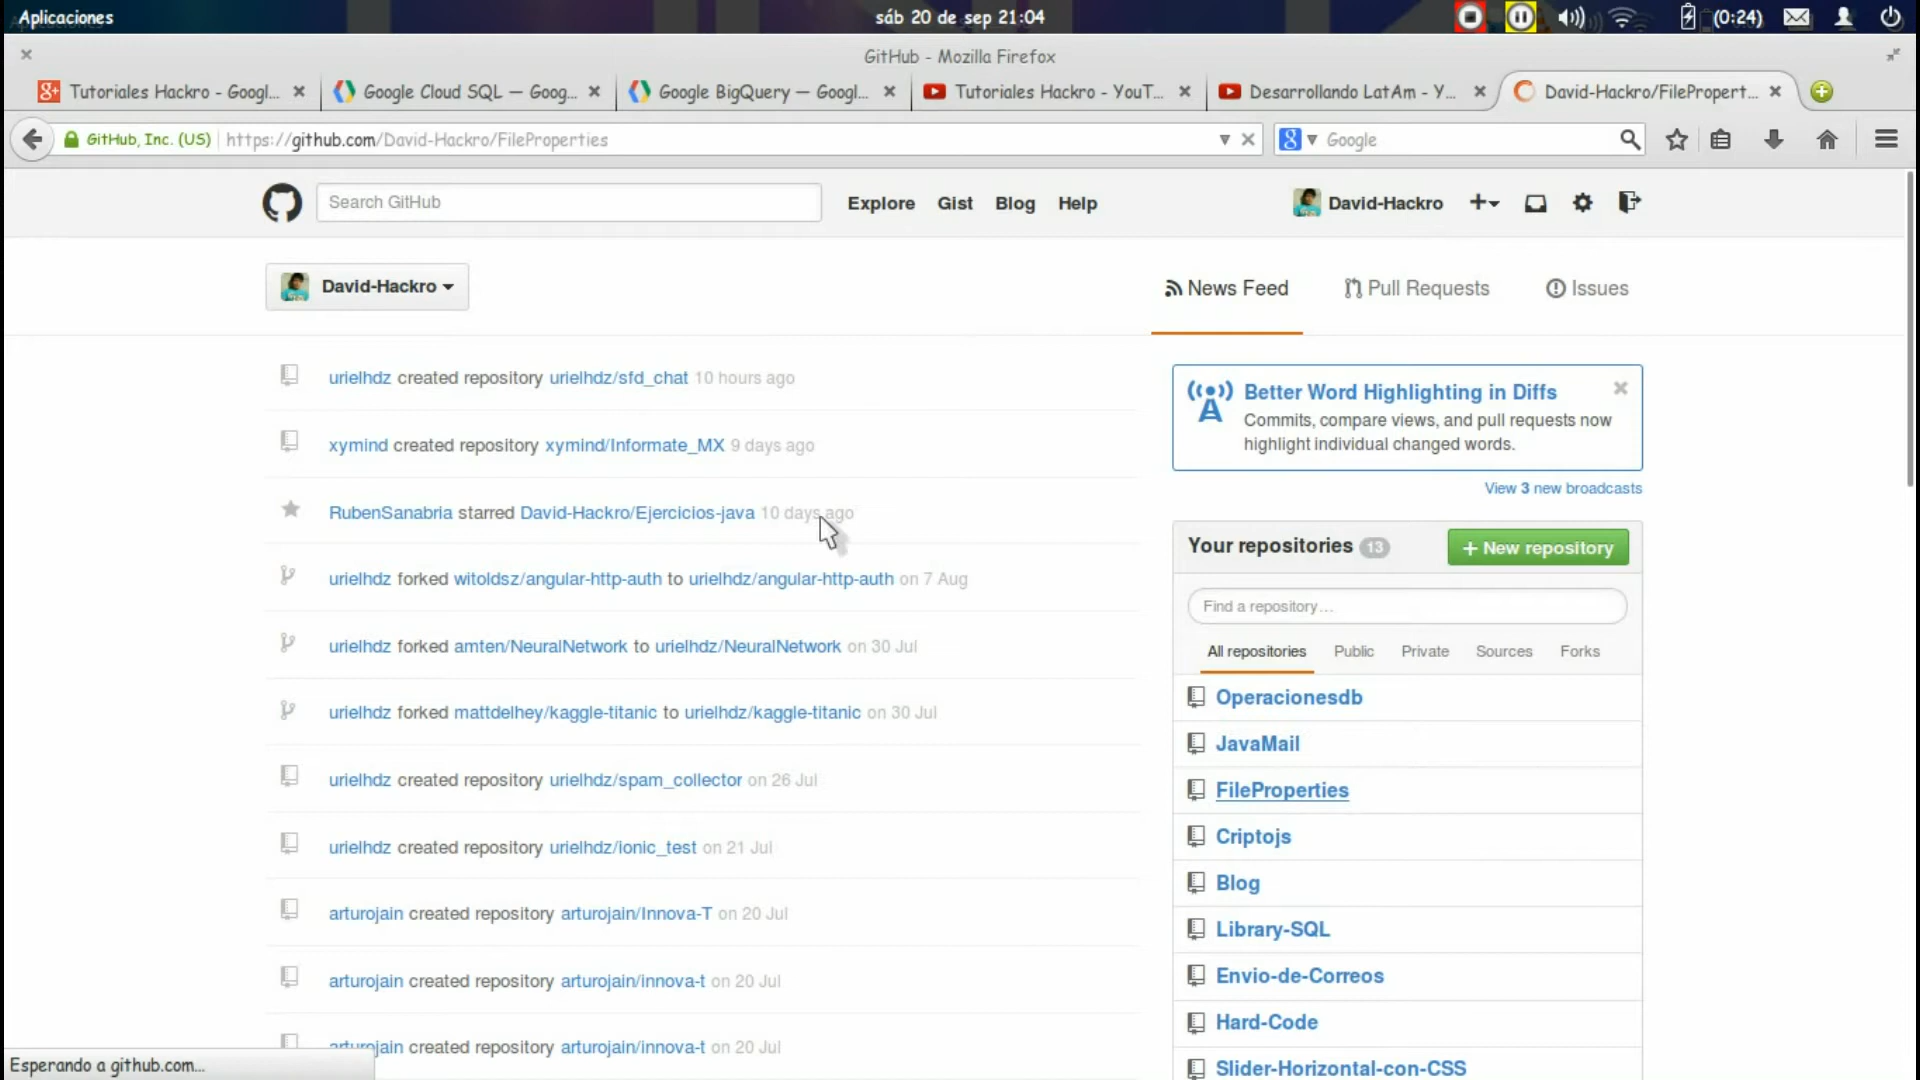 Aplicaciones
sáb 20 de sep 21:04
(0:24)
GitHub - Mozilla Firefox
Tutoriales Hackro - Googl...
Google Cloud SQL — Goog...
Google BigQuery — Googl...
Tutoriales Hackro - YouT...
Desarrollando LatAm - Y...
David-Hackro/FilePropert...
GitHub, Inc. (US)
https://github.com/David-Hackro/FileProperties
Google
Search GitHub
Explore
Gist
Blog
Help
David-Hackro
David-Hackro
News Feed
Pull Requests
Issues
urielhdz created repository urielhdz/sfd_chat 10 hours ago
xymind created repository xymind/Informate_MX 9 days ago
RubenSanabria starred David-Hackro/Ejercicios-java 10 days ago
urielhdz forked witoldsz/angular-http-auth to urielhdz/angular-http-auth on 7 Aug
urielhdz forked amten/NeuralNetwork to urielhdz/NeuralNetwork on 30 Jul
urielhdz forked mattdelhey/kaggle-titanic to urielhdz/kaggle-titanic on 30 Jul
urielhdz created repository urielhdz/spam_collector on 26 Jul
urielhdz created repository urielhdz/ionic_test on 21 Jul
arturojain created repository arturojain/Innova-T on 20 Jul
arturojain created repository arturojain/innova-t on 20 Jul
arturojain created repository arturojain/innova-t on 20 Jul
Better Word Highlighting in Diffs
Commits, compare views, and pull requests now
highlight individual changed words.
View 3 new broadcasts
Your repositories 13
New repository
Find a repository…
All repositories
Public
Private
Sources
Forks
Operacionesdb
JavaMail
FileProperties
Criptojs
Blog
Library-SQL
Envio-de-Correos
Hard-Code
Slider-Horizontal-con-CSS
Esperando a github.com...